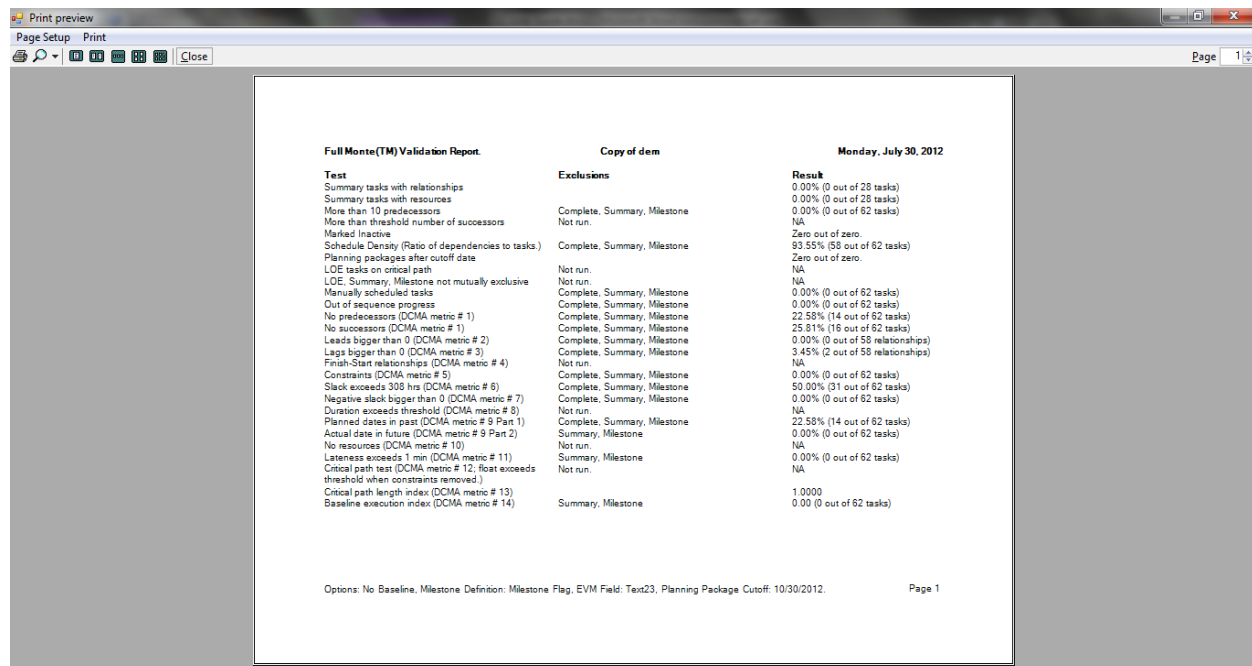 Print preview
Page Setup Print
Close Page 1
Full Monte(TM) Validation Report. Copy of dem Monday, July 30, 2012
Test Exclusions Result
Summary tasks with relationships 0.00% (0 out of 28 tasks)
Summary tasks with resources 0.00% (0 out of 28 tasks)
More than 10 predecessors Complete, Summary, Milestone 0.00% (0 out of 62 tasks)
More than threshold number of successors Not run. NA
Marked Inactive Zero out of zero.
Schedule Density (Ratio of dependencies to tasks.) Complete, Summary, Milestone 93.55% (58 out of 62 tasks)
Planning packages after cutoff date Zero out of zero.
LOE tasks on critical path Not run. NA
LOE, Summary, Milestone not mutually exclusive Not run. NA
Manually scheduled tasks Complete, Summary, Milestone 0.00% (0 out of 62 tasks)
Out of sequence progress Complete, Summary, Milestone 0.00% (0 out of 62 tasks)
No predecessors (DCMA metric # 1) Complete, Summary, Milestone 22.58% (14 out of 62 tasks)
No successors (DCMA metric # 1) Complete, Summary, Milestone 25.81% (16 out of 62 tasks)
Leads bigger than 0 (DCMA metric # 2) Complete, Summary, Milestone 0.00% (0 out of 58 relationships)
Lags bigger than 0 (DCMA metric # 3) Complete, Summary, Milestone 3.45% (2 out of 58 relationships)
Finish-Start relationships (DCMA metric # 4) Not run. NA
Constraints (DCMA metric # 5) Complete, Summary, Milestone 0.00% (0 out of 62 tasks)
Slack exceeds 308 hrs (DCMA metric # 6) Complete, Summary, Milestone 50.00% (31 out of 62 tasks)
Negative slack bigger than 0 (DCMA metric # 7) Complete, Summary, Milestone 0.00% (0 out of 62 tasks)
Duration exceeds threshold (DCMA metric # 8) Not run. NA
Planned dates in past (DCMA metric # 9 Part 1) Complete, Summary, Milestone 22.58% (14 out of 62 tasks)
Actual date in future (DCMA metric # 9 Part 2) Summary, Milestone 0.00% (0 out of 62 tasks)
No resources (DCMA metric # 10) Not run. NA
Lateness exceeds 1 min (DCMA metric # 11) Summary, Milestone 0.00% (0 out of 62 tasks)
Critical path test (DCMA metric # 12; float exceeds Not run. NA
threshold when constraints removed.)
Critical path length index (DCMA metric # 13) 1.0000
Baseline execution index (DCMA metric # 14) Summary, Milestone 0.00 (0 out of 62 tasks)
Options: No Baseline, Milestone Definition: Milestone Flag, EVM Field: Text23, Planning Package Cutoff: 10/30/2012. Page 1